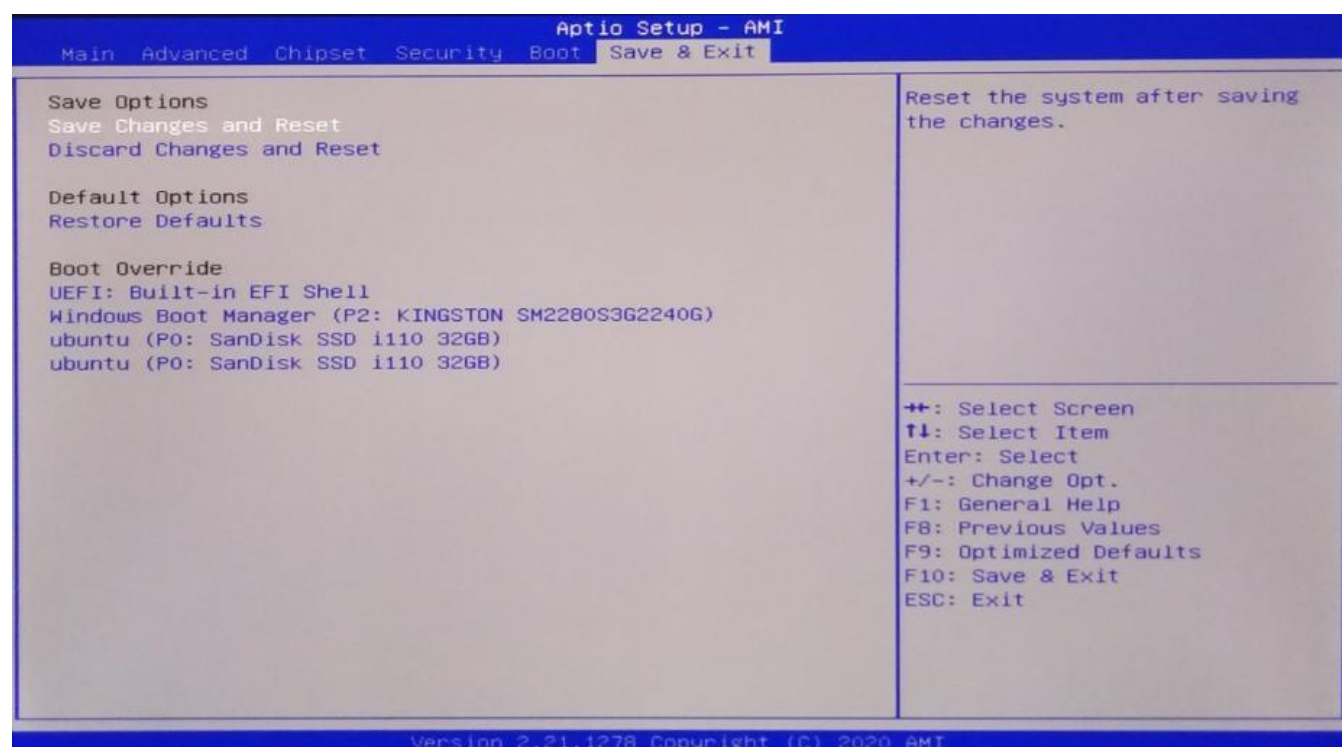 Aptio Setup - AMI
Main Advanced Chipset Security Boot Save & Exit
Save Options
Save Changes and Reset
Discard Changes and Reset
Default Options
Restore Defaults
Boot Override
UEFI: Built-in EFI Shell
Windows Boot Manager (P2: KINGSTON SM2280S3G2240G)
ubuntu (P0: SanDisk SSD i110 32GB)
ubuntu (P0: SanDisk SSD i110 32GB)
Reset the system after saving
the changes.
→←: Select Screen
↑↓: Select Item
Enter: Select
+/-: Change Opt.
F1: General Help
F8: Previous Values
F9: Optimized Defaults
F10: Save & Exit
ESC: Exit
Version 2.21.1278 Copyright (C) 2020 AMI